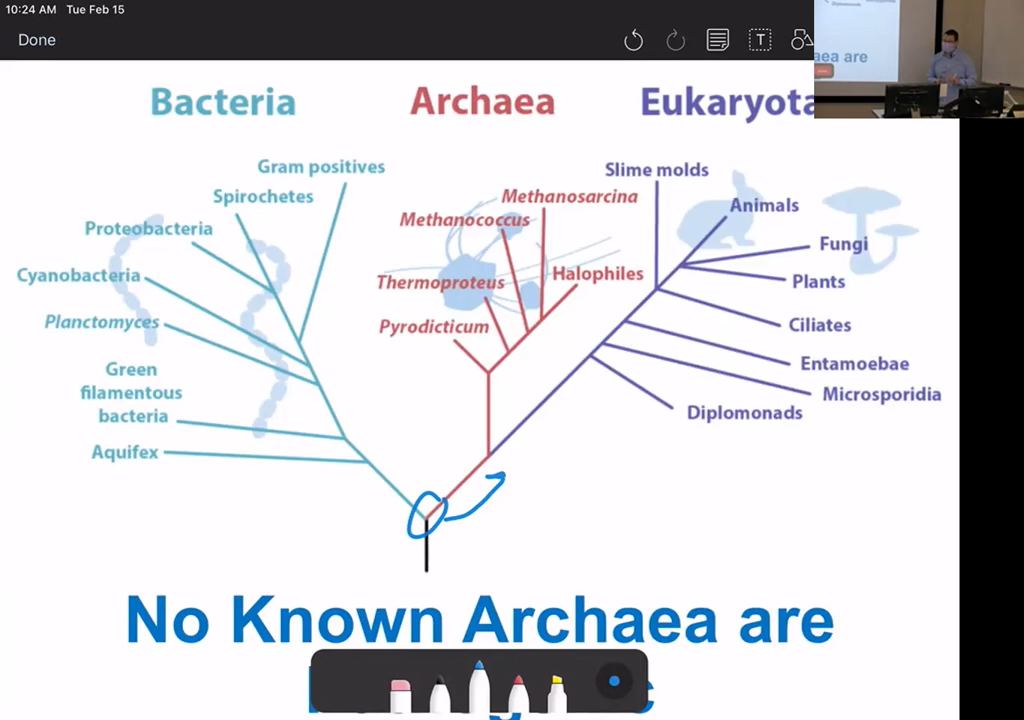 10:24 AM Tue Feb 15
Done
T
Bacteria Archaea Eukaryota
aea are
Gram positives
Spirochetes
Proteobacteria
Cyanobacteria
Planctomyces
Green
filamentous
bacteria
Aquifex
Methanosarcina
Methanococcus
Thermoproteus
Halophiles
Pyrodicticum
Slime molds
Animals
Fungi
Plants
Ciliates
Entamoebae
Microsporidia
Diplomonads
No Known Archaea are